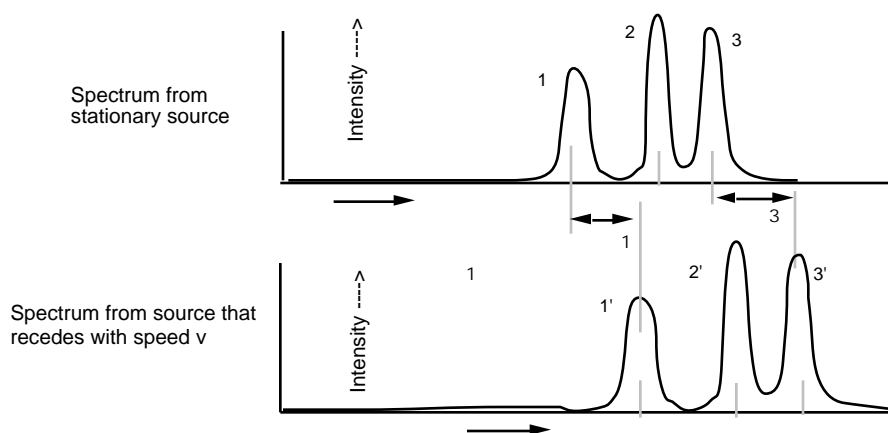 2
3
1
Intensity ---->
Spectrum from
stationary source
3
1
1
2'
3'
1'
Intensity ---->
Spectrum from source that
recedes with speed v